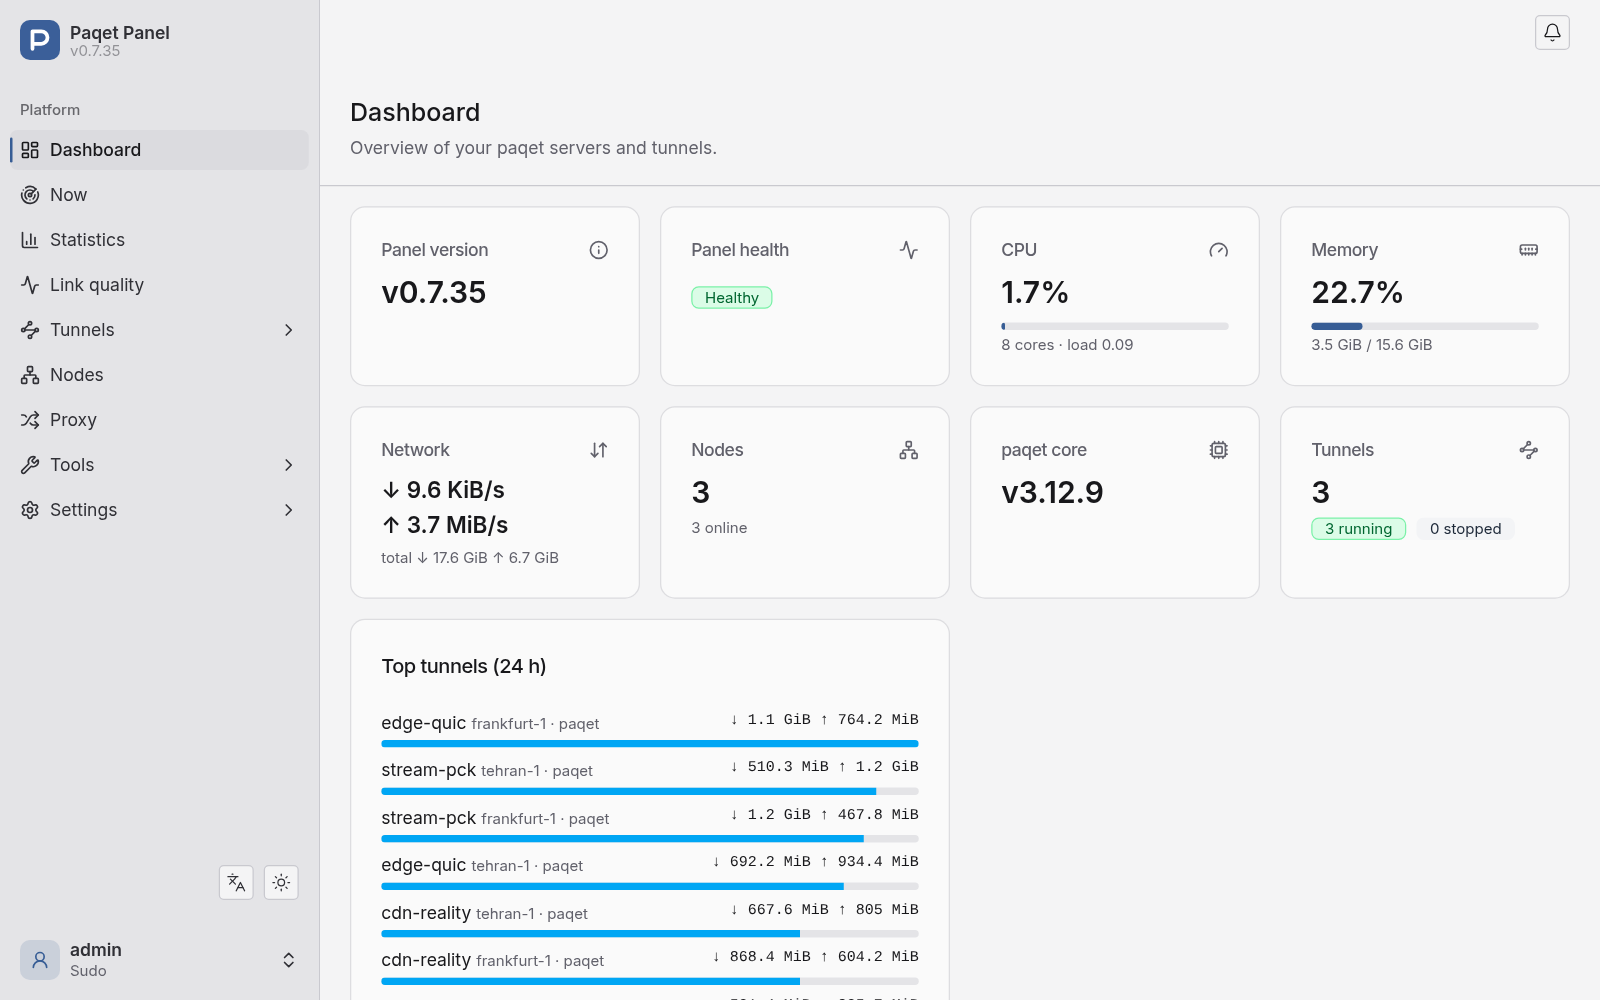 Paqet Panel
v0.7.35
Platform
Dashboard
Now
Statistics
Link quality
Tunnels
Nodes
Proxy
Tools
Settings
admin
Sudo
Dashboard
Overview of your paqet servers and tunnels.
Panel version
v0.7.35
Panel health
Healthy
CPU
1.7%
8 cores · load 0.09
Memory
22.7%
3.5 GiB / 15.6 GiB
Network
↓ 9.6 KiB/s
↑ 3.7 MiB/s
total ↓ 17.6 GiB ↑ 6.7 GiB
Nodes
3
3 online
paqet core
v3.12.9
Tunnels
3
3 running 0 stopped
Top tunnels (24 h)
edge-quic frankfurt-1 · paqet ↓ 1.1 GiB ↑ 764.2 MiB
stream-pck tehran-1 · paqet ↓ 510.3 MiB ↑ 1.2 GiB
stream-pck frankfurt-1 · paqet ↓ 1.2 GiB ↑ 467.8 MiB
edge-quic tehran-1 · paqet ↓ 692.2 MiB ↑ 934.4 MiB
cdn-reality tehran-1 · paqet ↓ 667.6 MiB ↑ 805 MiB
cdn-reality frankfurt-1 · paqet ↓ 868.4 MiB ↑ 604.2 MiB